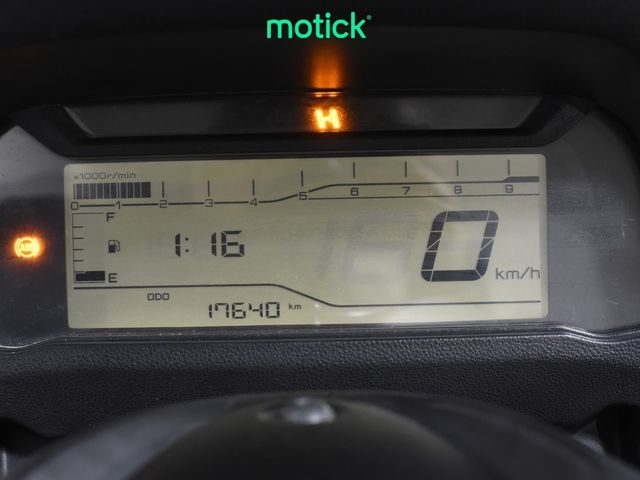 motick®
H
x1000r/min
0 1 2 3 4 5 6 7 8 9
F
ABS
1:16
0
km/h
E
ODO
17640 km